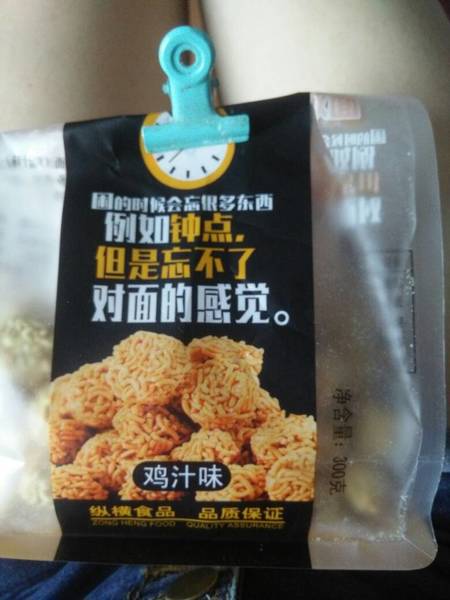 困的时候会忘很多东西
例如钟点,
但是忘不了
对面的感觉。
鸡汁味
纵横食品 品质保证
ZONG HENG FOOD QUALITY ASSURANCE
净含量：300克